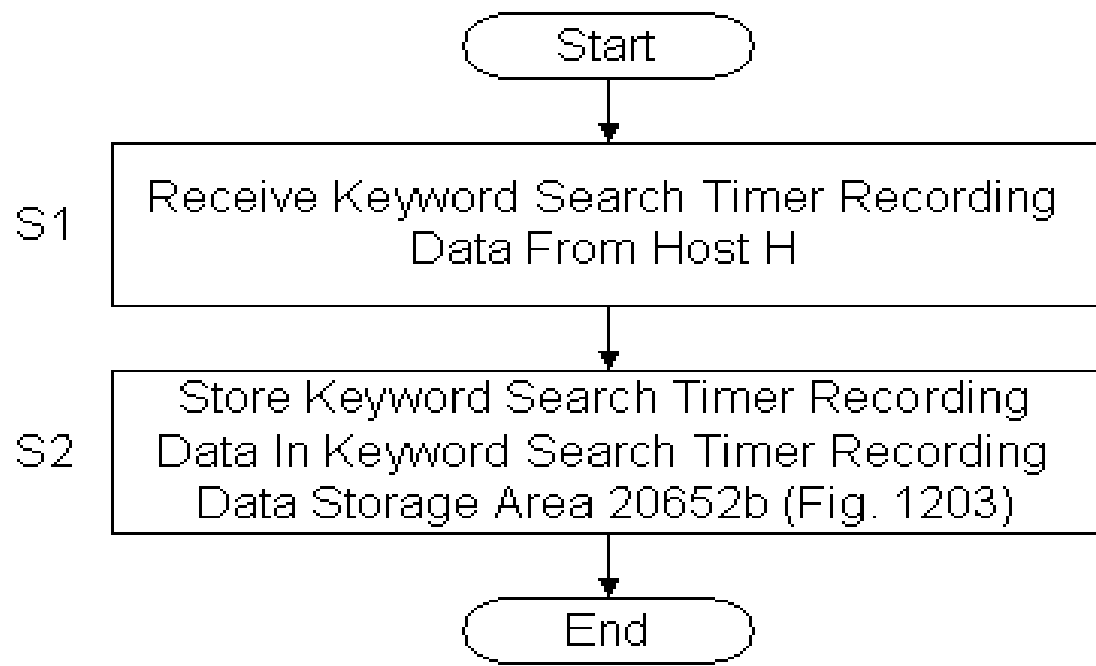 Start
S1
Receive Keyword Search Timer Recording
Data From Host H
S2
Store Keyword Search Timer Recording
Data In Keyword Search Timer Recording
Data Storage Area 20652b (Fig. 1203)
End